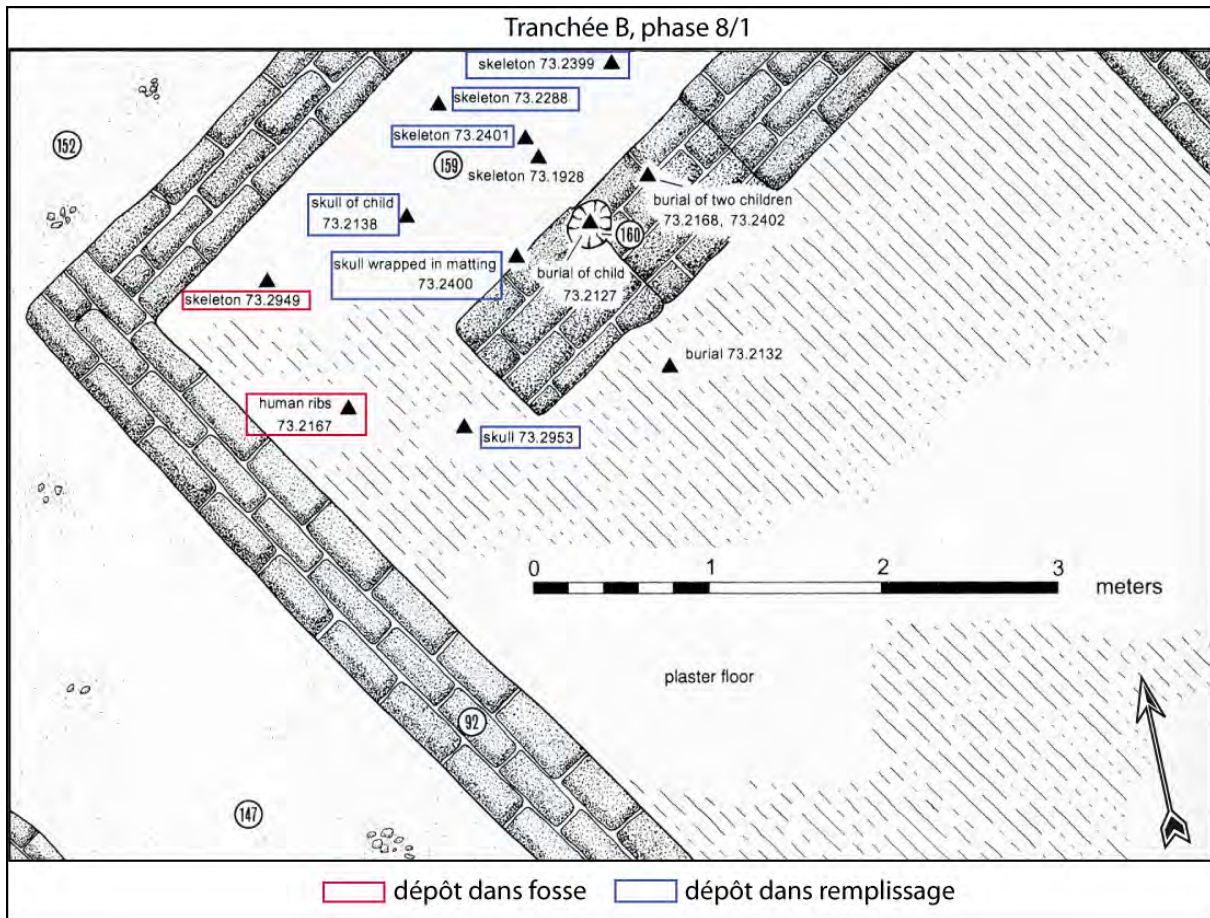 Tranchée B, phase 8/1
skeleton 73.2399
skeleton 73.2288
152
skeleton 73.2401
159
skeleton 73.1928
skull of child
73.2138
burial of two children
73.2168, 73.2402
160
skull wrapped in matting
73.2400
burial of child
73.2127
skeleton 73.2949
burial 73.2132
human ribs
73.2167
skull 73.2953
0 1 2 3
meters
plaster floor
92
147
dépôt dans fosse dépôt dans remplissage